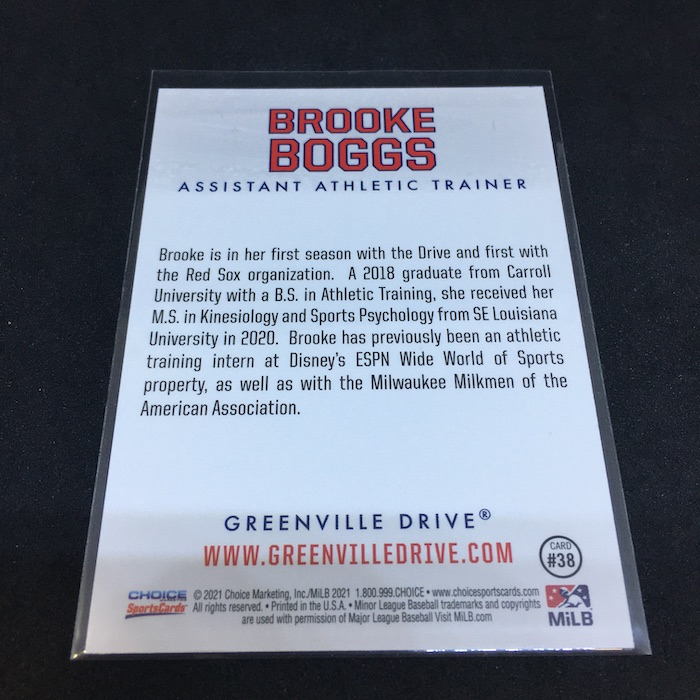 BROOKE
BOGGS
ASSISTANT ATHLETIC TRAINER
Brooke is in her first season with the Drive and first with
the Red Sox organization. A 2018 graduate from Carroll
University with a B.S. in Athletic Training, she received her
M.S. in Kinesiology and Sports Psychology from SE Louisiana
University in 2020. Brooke has previously been an athletic
training intern at Disney's ESPN Wide World of Sports
property, as well as with the Milwaukee Milkmen of the
American Association.
GREENVILLE DRIVE®
WWW.GREENVILLEDRIVE.COM
CARD
#38
CHOICE
SportsCards
© 2021 Choice Marketing, Inc./MiLB 2021 1.800.999.CHOICE • www.choicesportscards.com
All rights reserved. • Printed in the U.S.A. • Minor League Baseball trademarks and copyrights
are used with permission of Major League Baseball Visit MiLB.com
MiLB